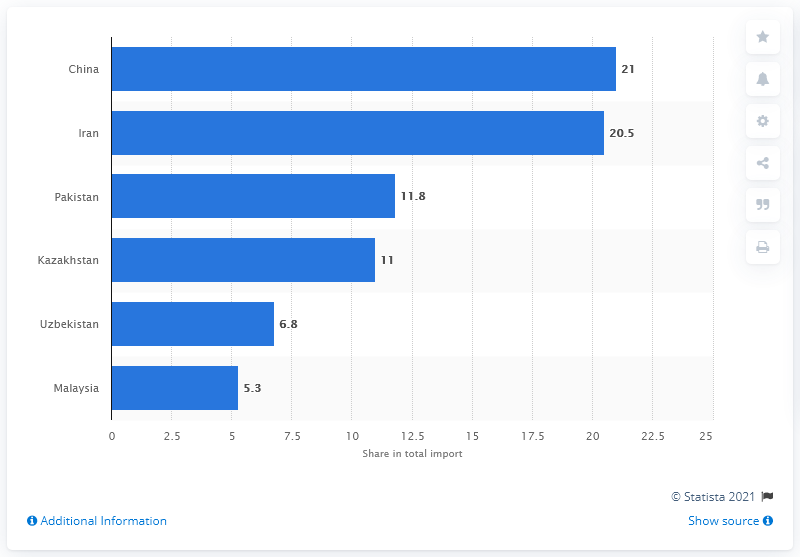 China 21
Iran 20.5
Pakistan 11.8
Kazakhstan 11
Uzbekistan 6.8
Malaysia 5.3
0 2.5 5 7.5 10 12.5 15 17.5 20 22.5 25
Share in total import
© Statista 2021
Additional Information Show source